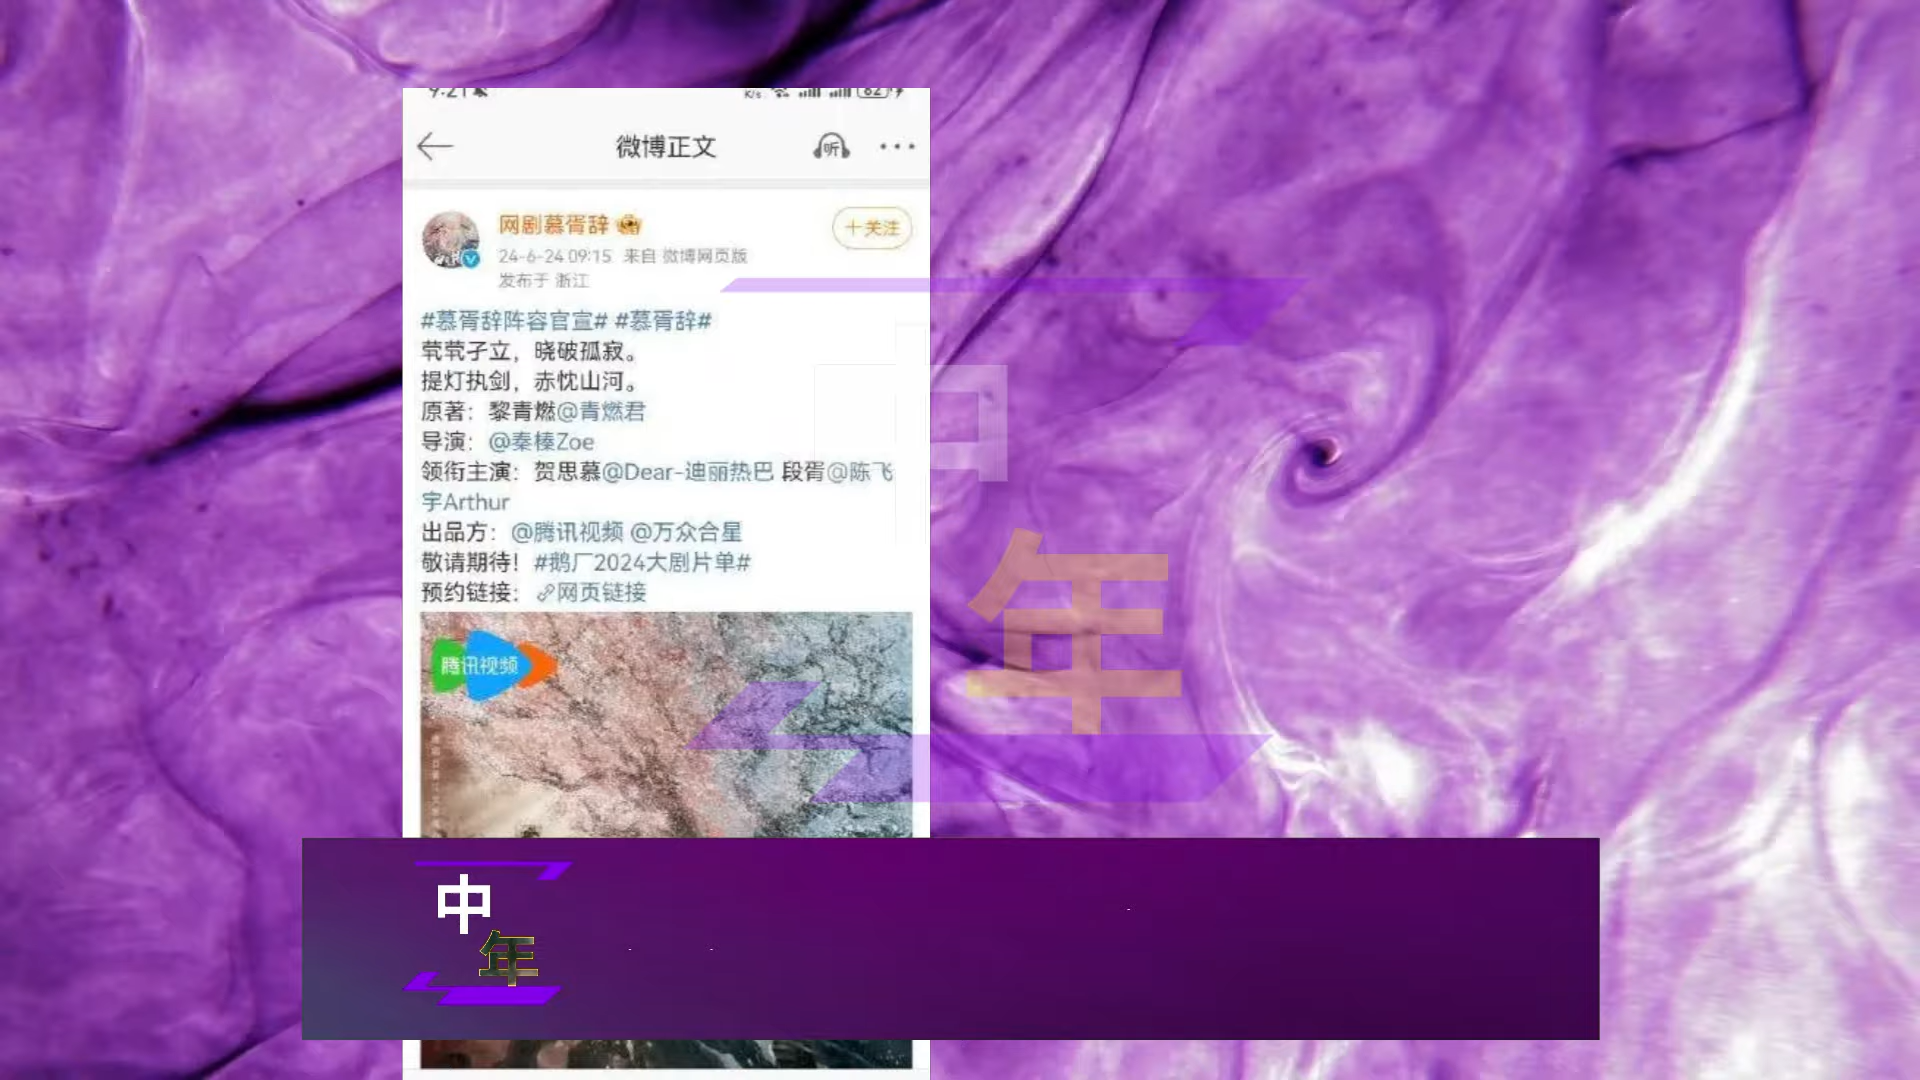 9:21
K/s 82
微博正文
听
网剧慕胥辞
+关注
24-6-24 09:15 来自 微博网页版
发布于 浙江
#慕胥辞阵容官宣# #慕胥辞#
茕茕孑立，晓破孤寂。
提灯执剑，赤忱山河。
原著：黎青燃@青燃君
导演：@秦榛Zoe
领衔主演：贺思慕@Dear-迪丽热巴 段胥@陈飞
宇Arthur
出品方：@腾讯视频 @万众合星
敬请期待！#鹅厂2024大剧片单#
预约链接：网页链接
腾讯视频
中
年
中
年